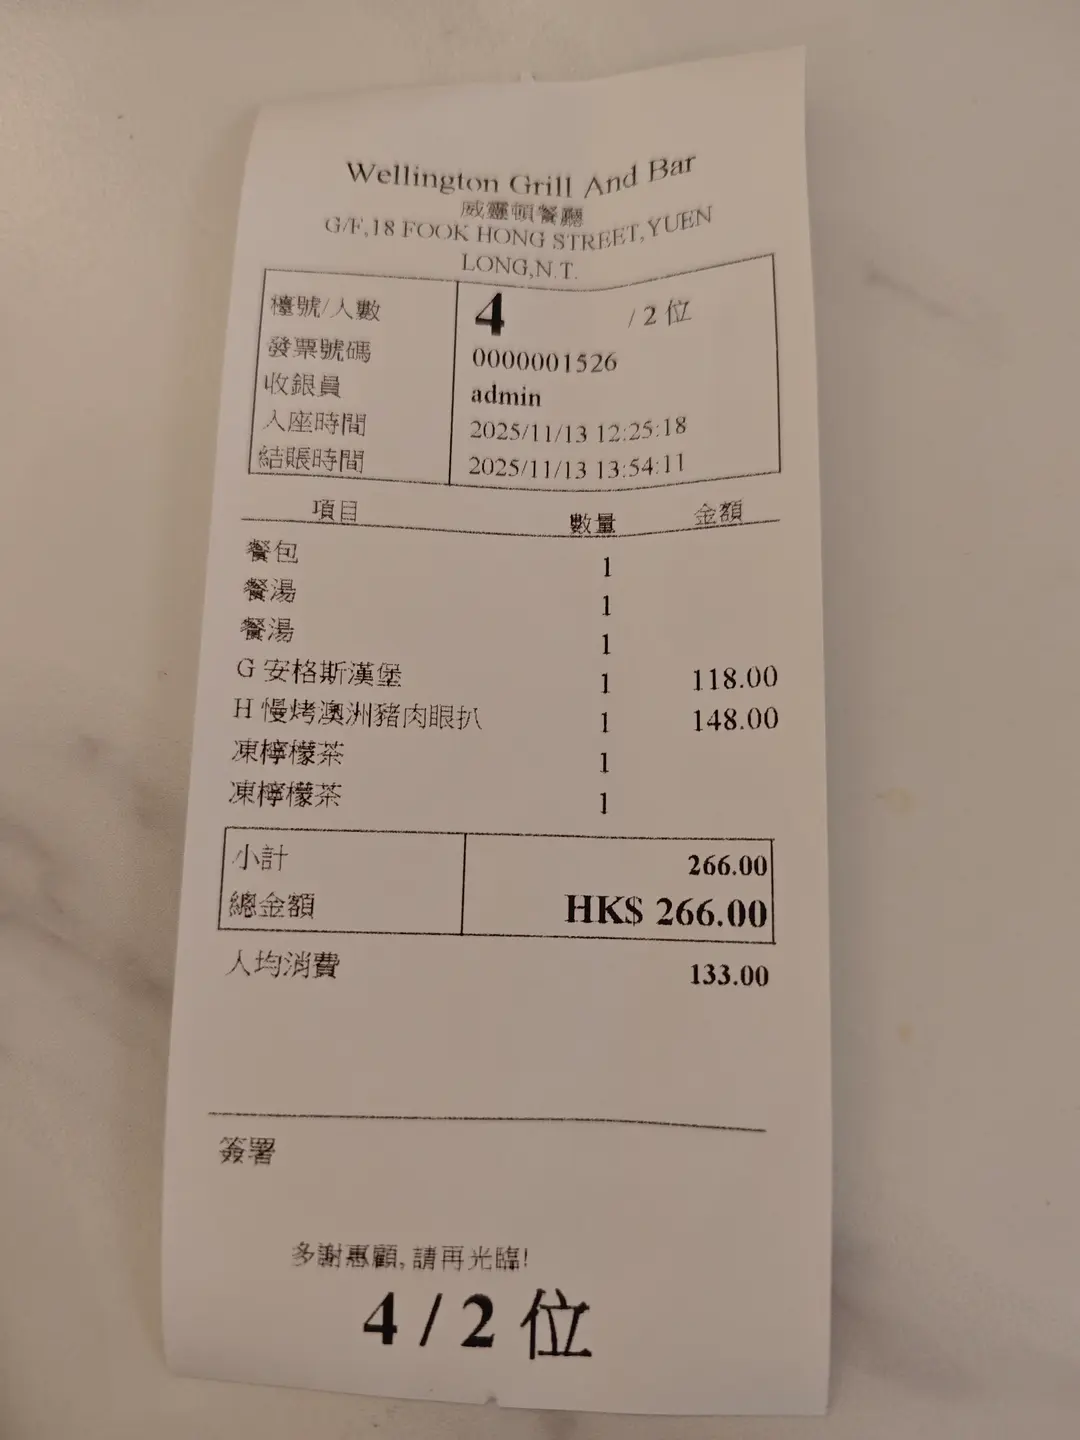 Wellington Grill And Bar
威靈頓餐廳
G/F,18 FOOK HONG STREET,YUEN
LONG,N.T.
檯號/人數 4 / 2 位
發票號碼 0000001526
收銀員 admin
入座時間 2025/11/13 12:25:18
結賬時間 2025/11/13 13:54:11
項目 數量 金額
餐包 1
餐湯 1
餐湯 1
G 安格斯漢堡 1 118.00
H 慢烤澳洲豬肉眼扒 1 148.00
凍檸檬茶 1
凍檸檬茶 1
小計 266.00
總金額 HK$ 266.00
人均消費 133.00
簽署
多謝惠顧, 請再光臨!
4 / 2 位